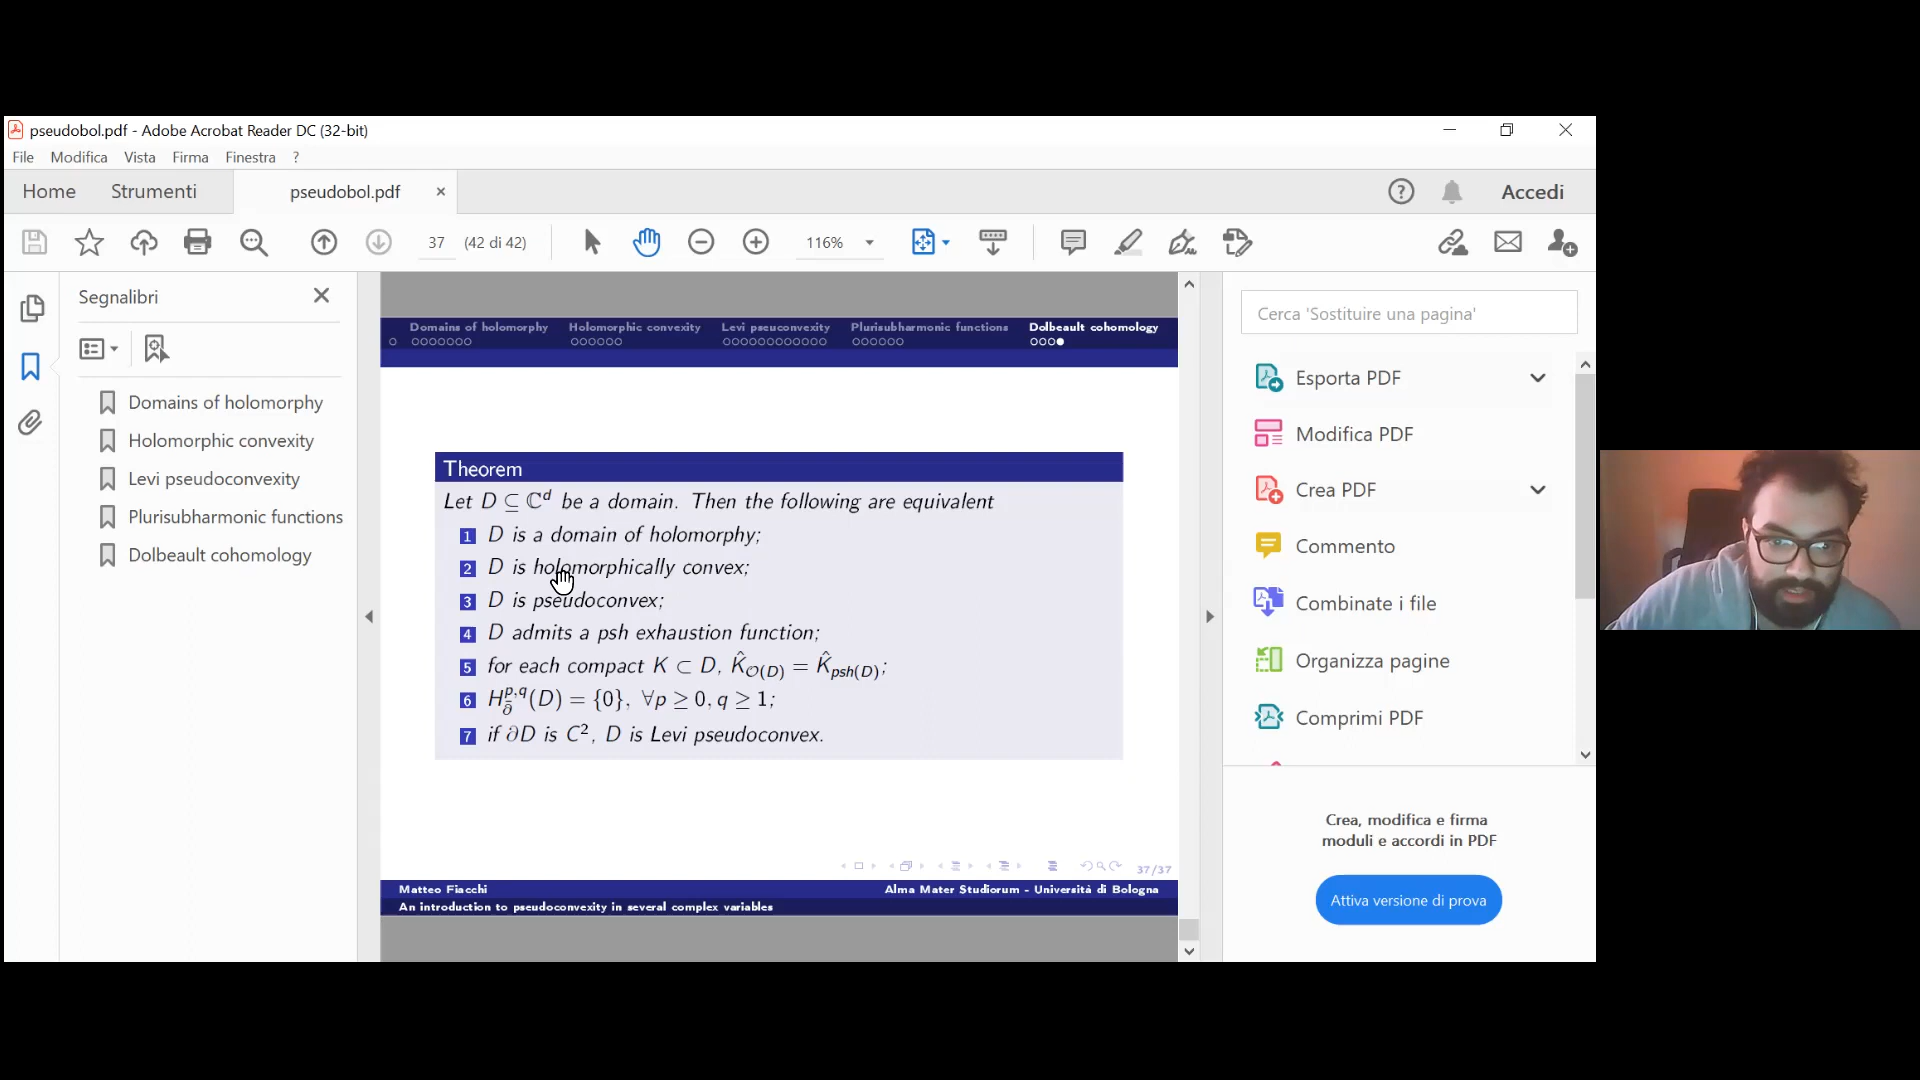 pseudobol.pdf - Adobe Acrobat Reader DC (32-bit)
File Modifica Vista Firma Finestra ?
Home Strumenti pseudobol.pdf × Accedi
37 (42 di 42) 116%
Segnalibri
Domains of holomorphy
Holomorphic convexity
Levi pseudoconvexity
Plurisubharmonic functions
Dolbeault cohomology
Domains of holomorphy Holomorphic convexity Levi pseuconvexity Plurisubharmonic functions Dolbeault cohomology
Theorem
Let D ⊆ ℂ^d be a domain. Then the following are equivalent
1 D is a domain of holomorphy;
2 D is holomorphically convex;
3 D is pseudoconvex;
4 D admits a psh exhaustion function;
5 for each compact K ⊂ D, K̂_{𝒪(D)} = K̂_{psh(D)};
6 H^{p,q}_{∂̄}(D) = {0}, ∀p ≥ 0, q ≥ 1;
7 if ∂D is C², D is Levi pseudoconvex.
37/37
Matteo Fiacchi Alma Mater Studiorum - Università di Bologna
An introduction to pseudoconvexity in several complex variables
Cerca 'Sostituire una pagina'
Esporta PDF
Modifica PDF
Crea PDF
Commento
Combinate i file
Organizza pagine
Comprimi PDF
Crea, modifica e firma
moduli e accordi in PDF
Attiva versione di prova